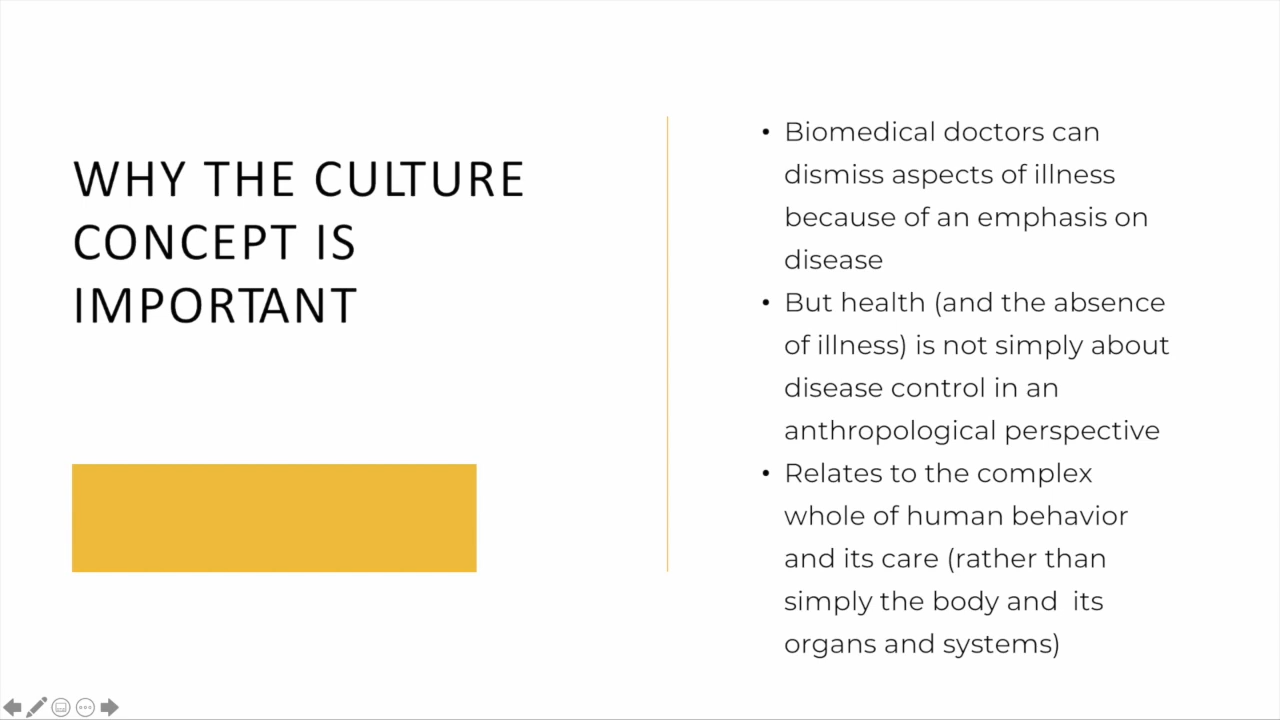 WHY THE CULTURE
CONCEPT IS
IMPORTANT
• Biomedical doctors can
dismiss aspects of illness
because of an emphasis on
disease
• But health (and the absence
of illness) is not simply about
disease control in an
anthropological perspective
• Relates to the complex
whole of human behavior
and its care (rather than
simply the body and  its
organs and systems)